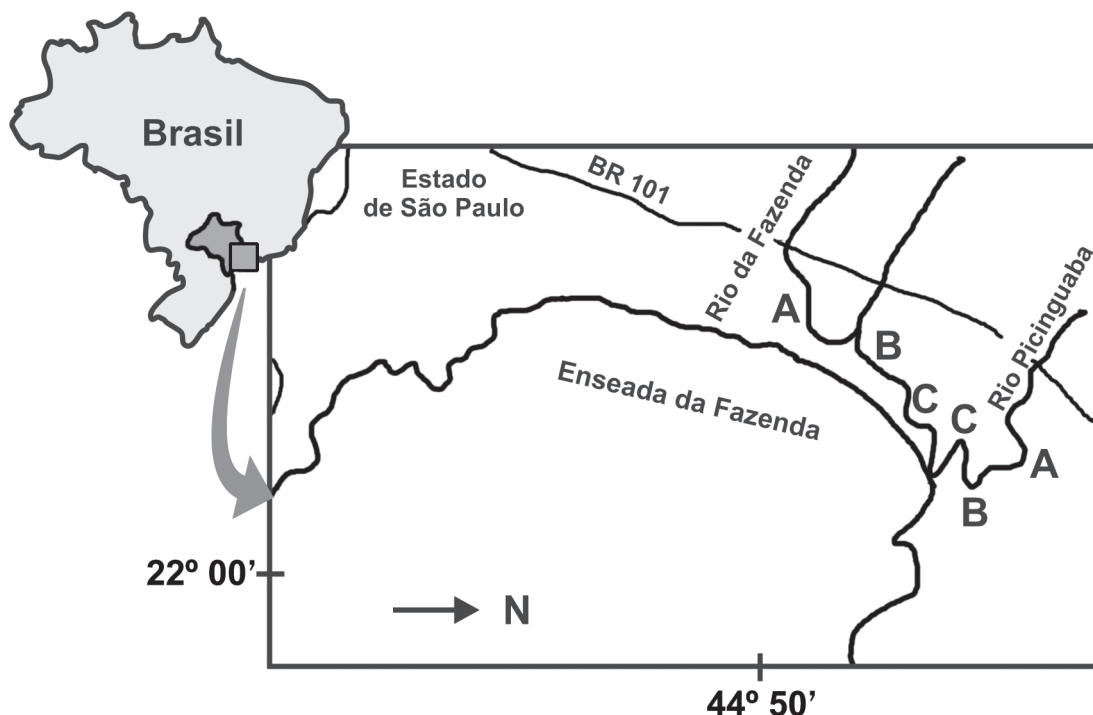 Brasil
Estado
de São Paulo
BR 101
Rio da Fazenda
Rio Picinguaba
A
B
C
C
A
B
Enseada da Fazenda
22º 00’
N
44º 50’